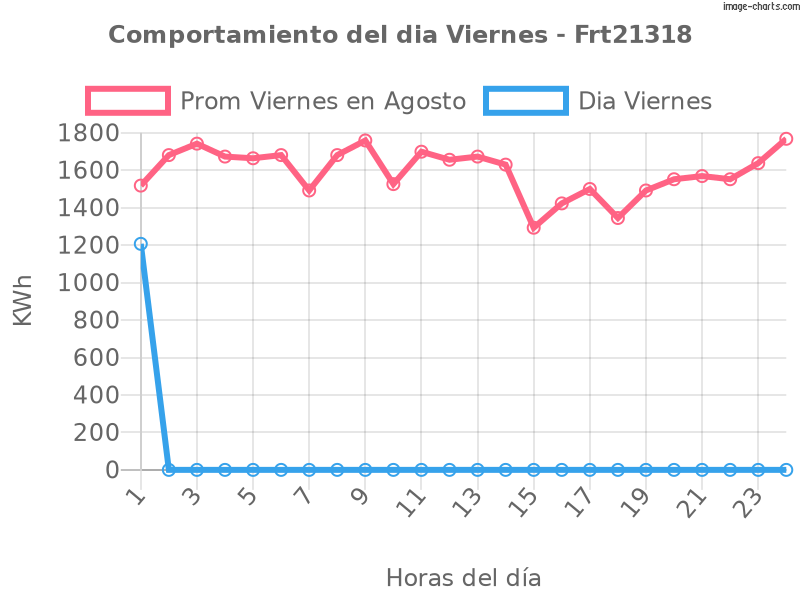 image-charts.com
Comportamiento del dia Viernes - Frt21318
Prom Viernes en Agosto Dia Viernes
1800
1600
1400
1200
1000
800
600
400
200
0
KWh
1 3 5 7 9 11 13 15 17 19 21 23
Horas del día